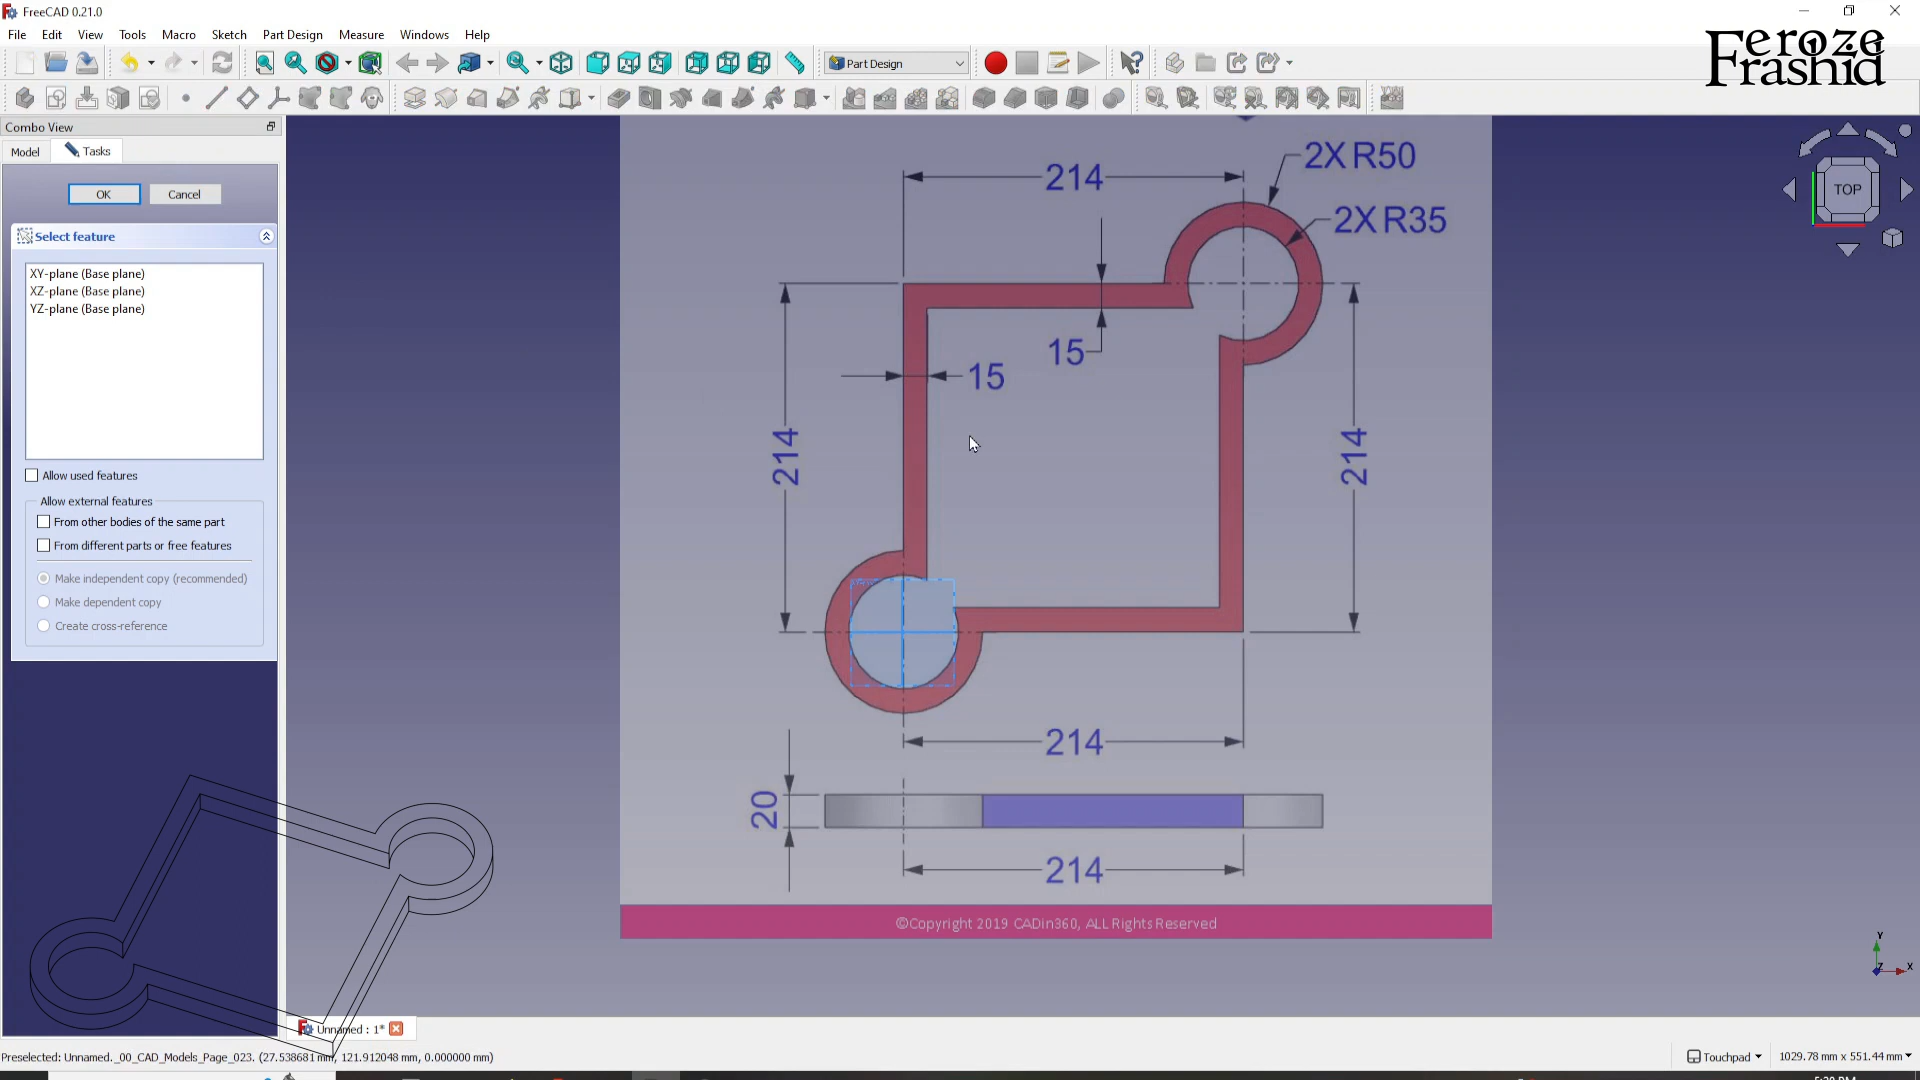 FreeCAD 0.21.0
File Edit View Tools Macro Sketch Part Design Measure Windows Help
Feroze
Frashid
Part Design
Combo View
Model Tasks
OK Cancel
Select feature
XY-plane (Base plane)
XZ-plane (Base plane)
YZ-plane (Base plane)
Allow used features
Allow external features
From other bodies of the same part
From different parts or free features
Make independent copy (recommended)
Make dependent copy
Create cross-reference
2X R50
214
2X R35
15
15
214
214
214
20
214
©Copyright 2019 CADin360, ALL Rights Reserved
TOP
Y
Z
X
Unnamed : 1*
Preselected: Unnamed._00_CAD_Models_Page_023. (27.538681 mm, 121.912048 mm, 0.000000 mm)
Touchpad
1029.78 mm x 551.44 mm